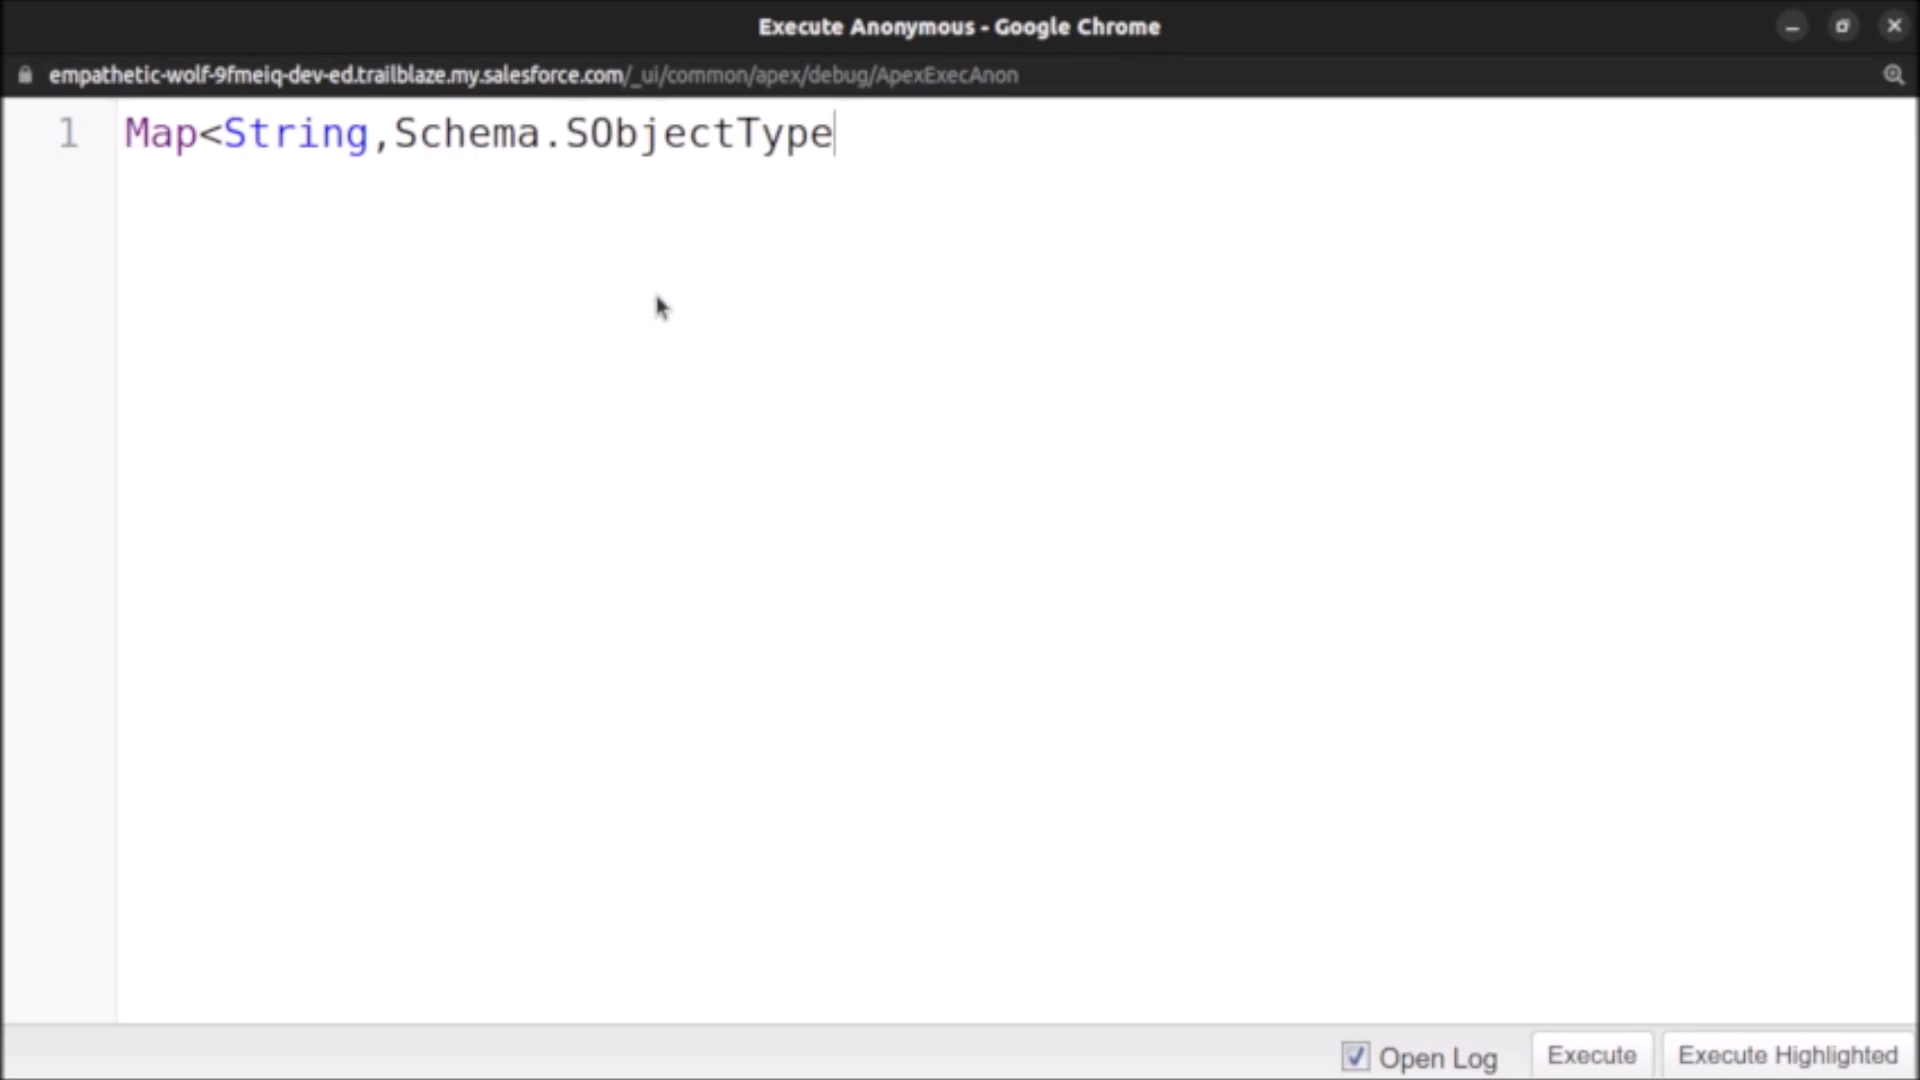 Execute Anonymous - Google Chrome
empathetic-wolf-9fmeiq-dev-ed.trailblaze.my.salesforce.com/_ui/common/apex/debug/ApexExecAnon
1 Map<String,Schema.SObjectType
Open Log Execute Execute Highlighted